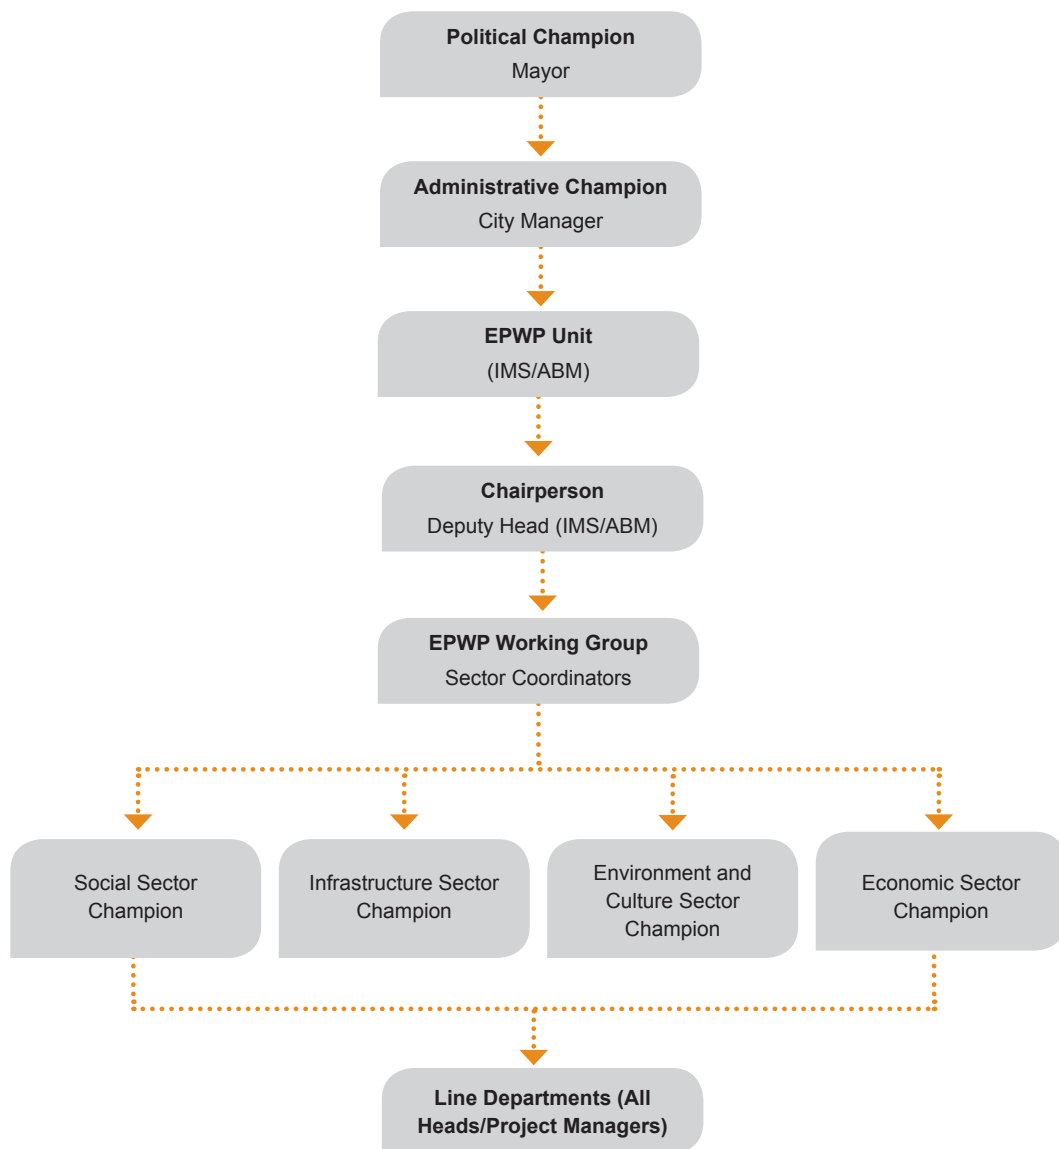 Political Champion
Mayor
Administrative Champion
City Manager
EPWP Unit
(IMS/ABM)
Chairperson
Deputy Head (IMS/ABM)
EPWP Working Group
Sector Coordinators
Social Sector
Champion
Infrastructure Sector
Champion
Environment and
Culture Sector
Champion
Economic Sector
Champion
Line Departments (All
Heads/Project Managers)